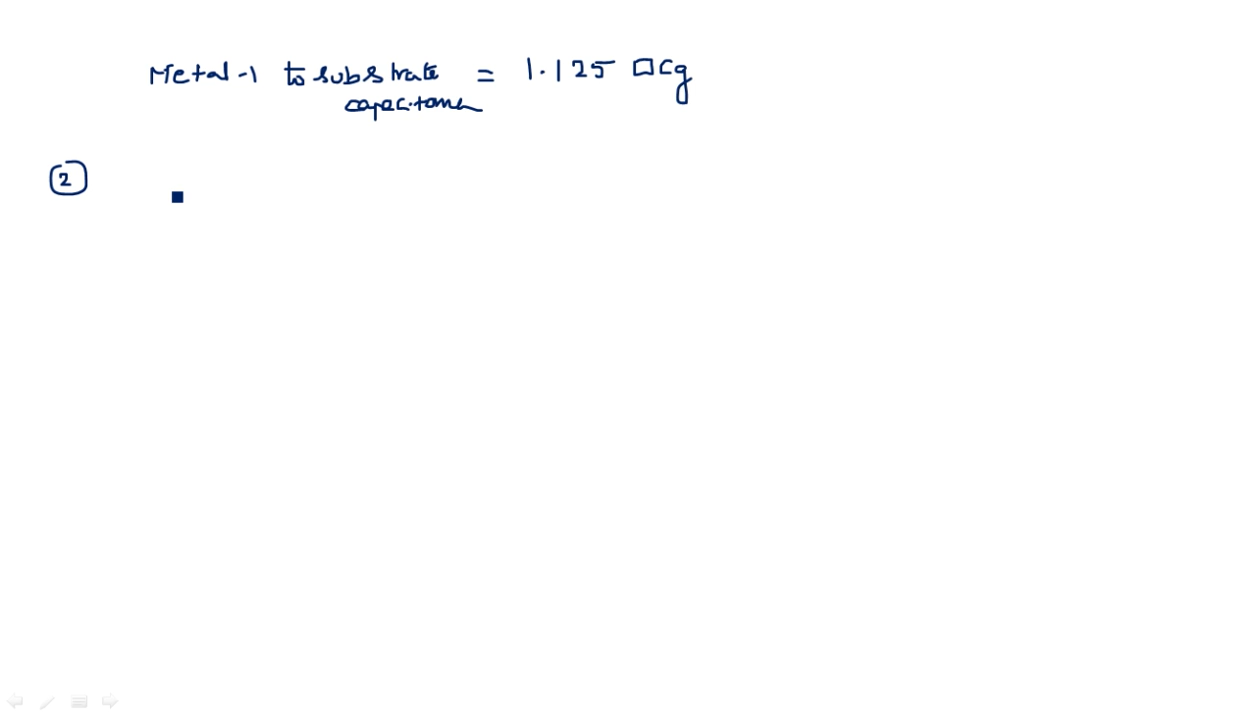 Metal-1 to substrate = 1.125 □Cg
capacitance
2